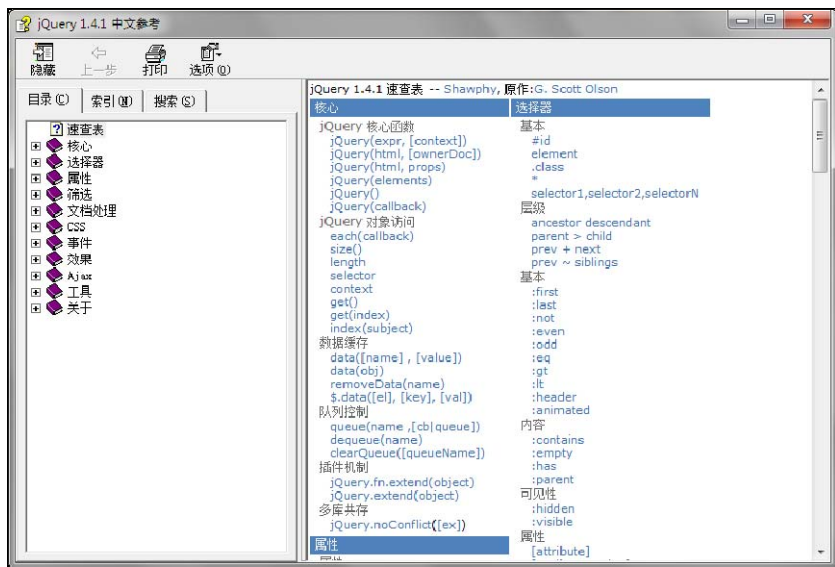 jQuery 1.4.1 中文参考
隐藏
上一步
打印
选项(O)
目录(C)
索引(N)
搜索(S)
速查表
核心
选择器
属性
筛选
文档处理
CSS
事件
效果
Ajax
工具
关于
jQuery 1.4.1 速查表 -- Shawphy, 原作:G. Scott Olson
核心
jQuery 核心函数
jQuery(expr, [context])
jQuery(html, [ownerDoc])
jQuery(html, props)
jQuery(elements)
jQuery()
jQuery(callback)
jQuery 对象访问
each(callback)
size()
length
selector
context
get()
get(index)
index(subject)
数据缓存
data([name] , [value])
data(obj)
removeData(name)
$.data([el], [key], [val])
队列控制
queue(name ,[cb|queue])
dequeue(name)
clearQueue([queueName])
插件机制
jQuery.fn.extend(object)
jQuery.extend(object)
多库共存
jQuery.noConflict([ex])
属性
选择器
基本
#id
element
.class
*
selector1,selector2,selectorN
层级
ancestor descendant
parent > child
prev + next
prev ~ siblings
基本
:first
:last
:not
:even
:odd
:eq
:gt
:lt
:header
:animated
内容
:contains
:empty
:has
:parent
可见性
:hidden
:visible
属性
[attribute]